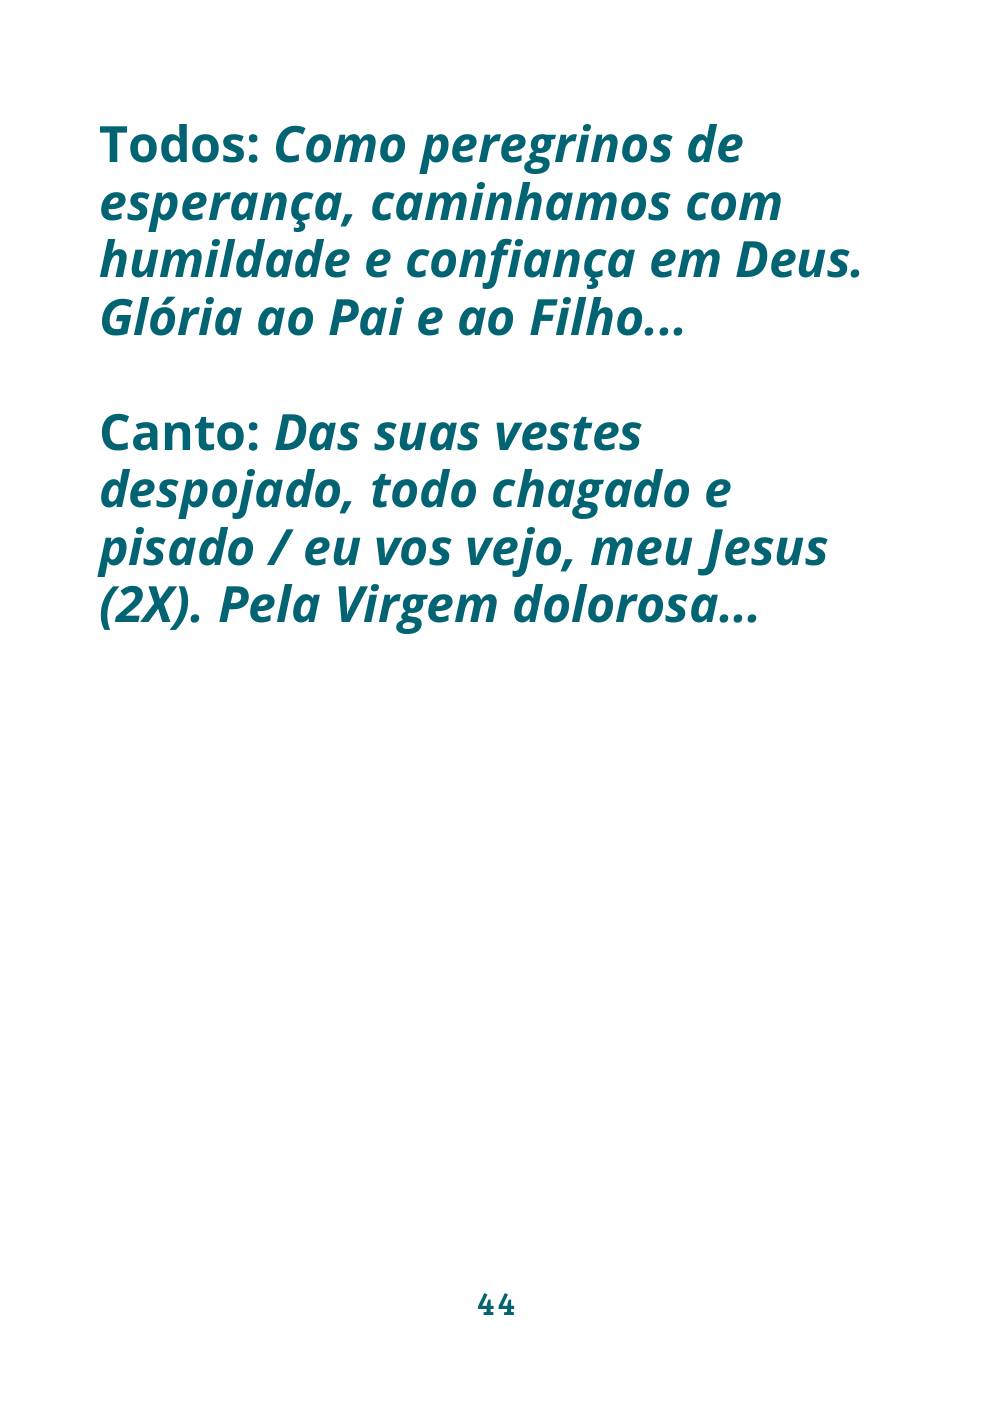 Todos: Como peregrinos de
esperança, caminhamos com
humildade e confiança em Deus.
Glória ao Pai e ao Filho...
Canto: Das suas vestes
despojado, todo chagado e
pisado / eu vos vejo, meu Jesus
(2X). Pela Virgem dolorosa...
44